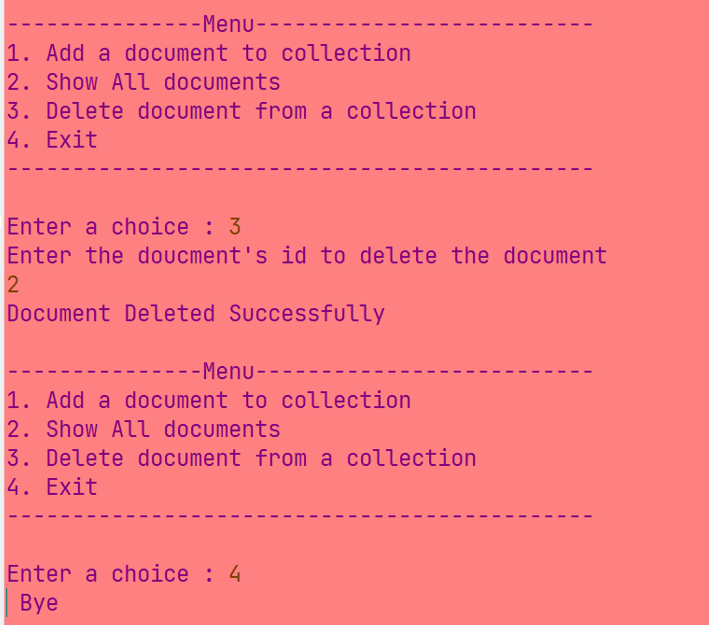 ---------------Menu--------------------------
1. Add a document to collection
2. Show All documents
3. Delete document from a collection
4. Exit
---------------------------------------------
Enter a choice : 3
Enter the doucment's id to delete the document
2
Document Deleted Successfully
---------------Menu--------------------------
1. Add a document to collection
2. Show All documents
3. Delete document from a collection
4. Exit
---------------------------------------------
Enter a choice : 4
Bye